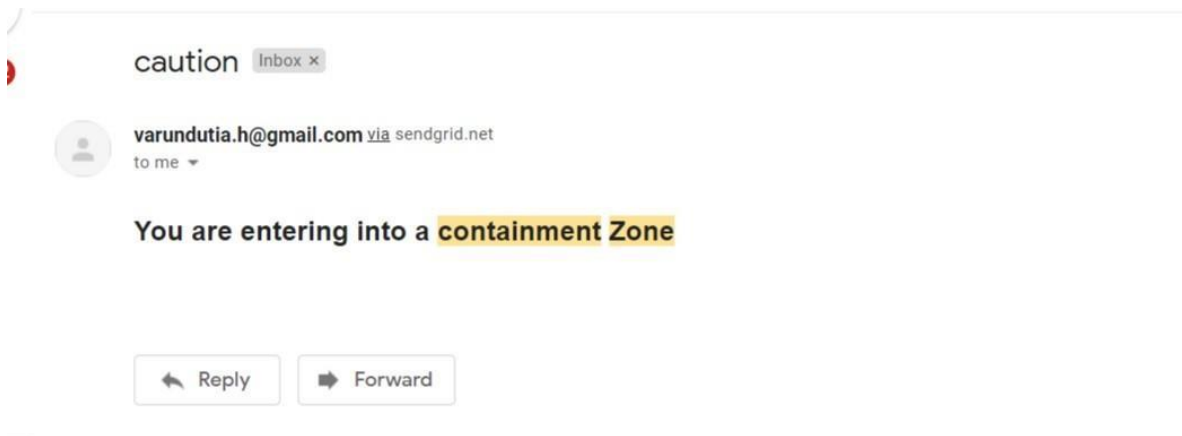 caution Inbox ×
varundutia.h@gmail.com via sendgrid.net
to me
You are entering into a containment Zone
Reply Forward